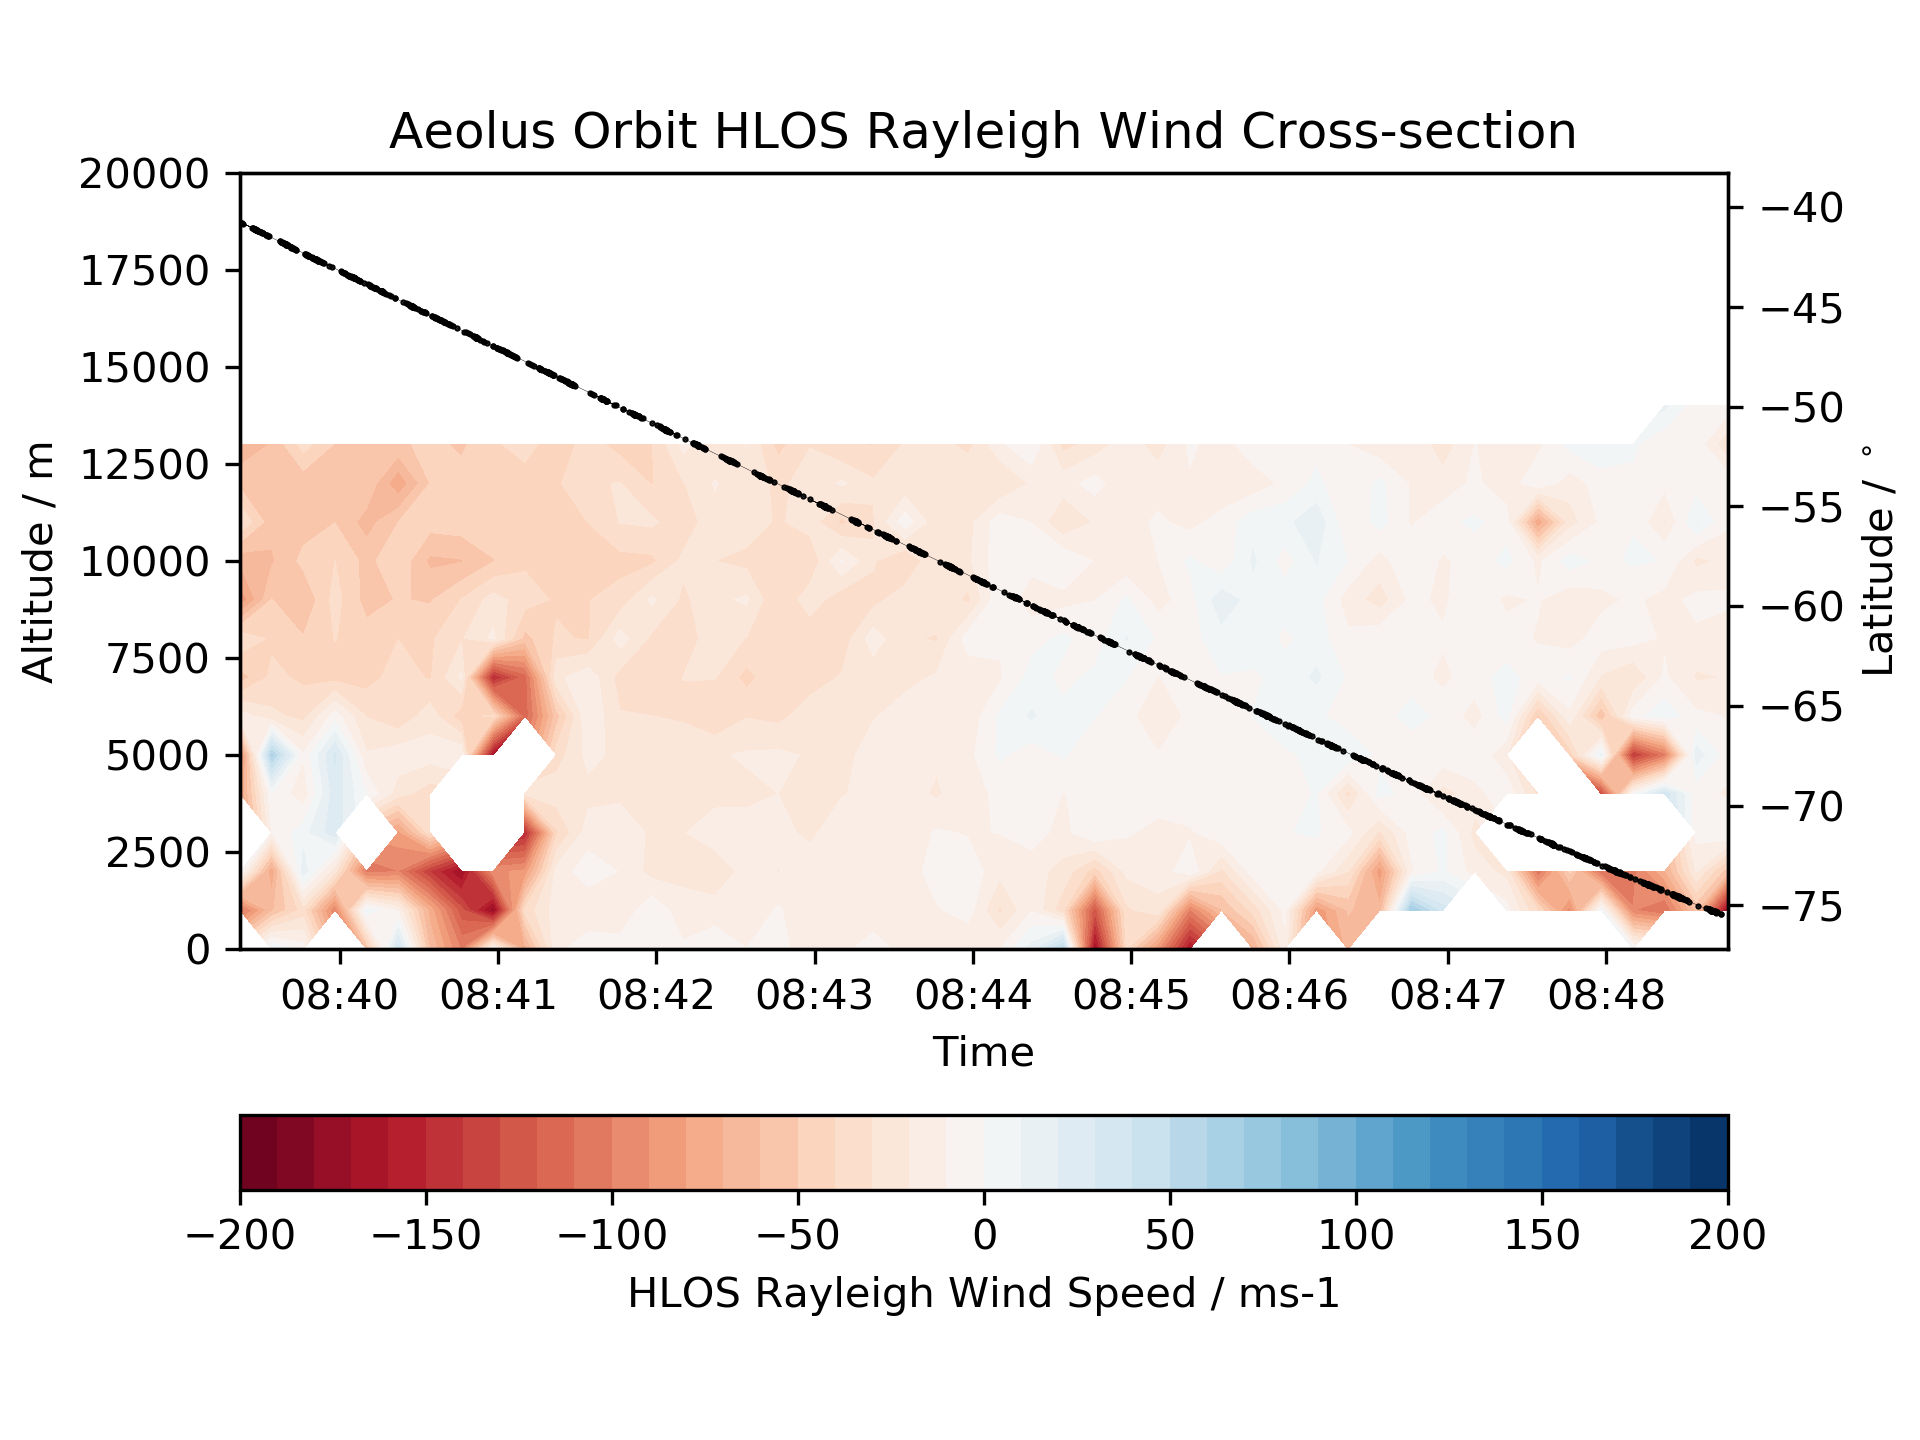 Aeolus Orbit HLOS Rayleigh Wind Cross-section
20000
17500
15000
12500
10000
7500
5000
2500
0
Altitude / m
−40
−45
−50
−55
−60
−65
−70
−75
Latitude / °
08:40 08:41 08:42 08:43 08:44 08:45 08:46 08:47 08:48
Time
−200 −150 −100 −50 0 50 100 150 200
HLOS Rayleigh Wind Speed / ms-1